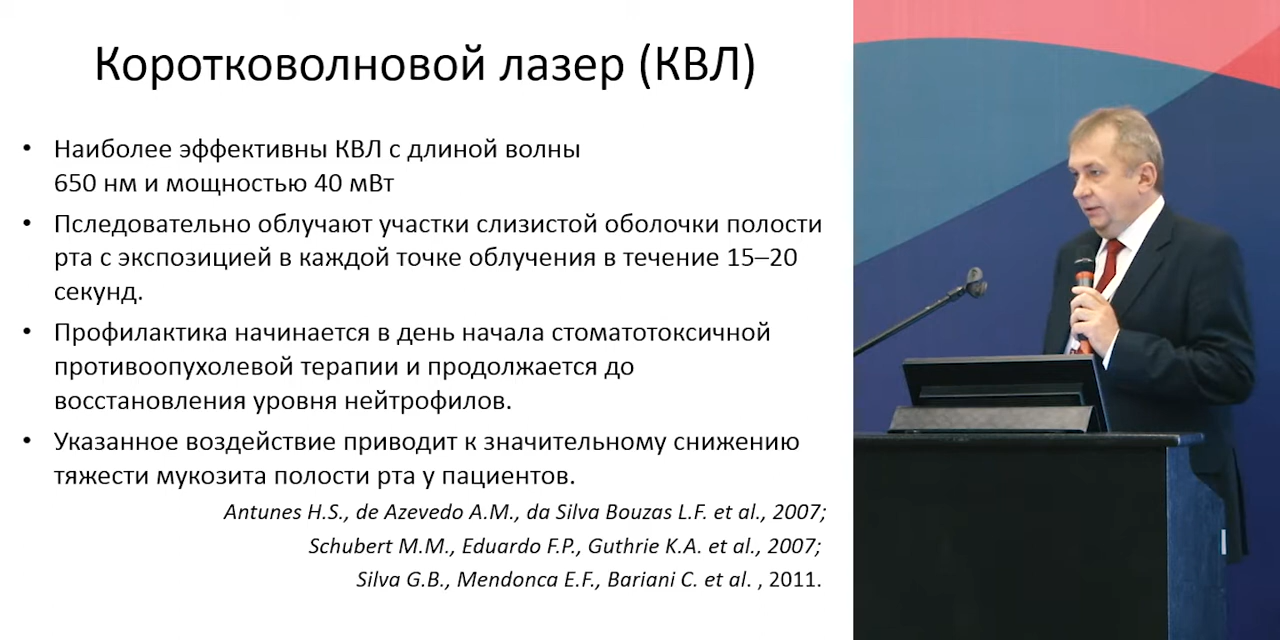 Коротковолновой лазер (КВЛ)
• Наиболее эффективны КВЛ с длиной волны
650 нм и мощностью 40 мВт
• Пследовательно облучают участки слизистой оболочки полости
рта с экспозицией в каждой точке облучения в течение 15–20
секунд.
• Профилактика начинается в день начала стоматотоксичной
противоопухолевой терапии и продолжается до
восстановления уровня нейтрофилов.
• Указанное воздействие приводит к значительному снижению
тяжести мукозита полости рта у пациентов.
Antunes H.S., de Azevedo A.M., da Silva Bouzas L.F. et al., 2007;
Schubert M.M., Eduardo F.P., Guthrie K.A. et al., 2007;
Silva G.B., Mendonca E.F., Bariani C. et al. , 2011.